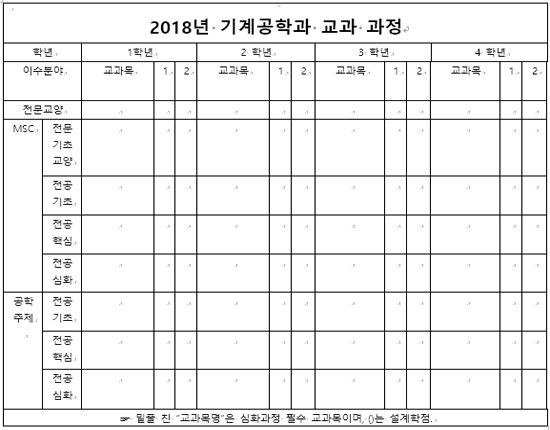 2018년 기계공학과 교과 과정
학년 1학년 2 학년 3 학년 4 학년
이수분야 교과목 1 2 교과목 1 2 교과목 1 2 교과목 1 2
전문교양
MSC 전문
기초
교양
전공
기초
전공
핵심
전공
심화
공학
주제
전공
기초
전공
핵심
전공
심화
☞ 밑줄 친 “교과목명”은 심화과정 필수 교과목이며, ()는 설계학점.